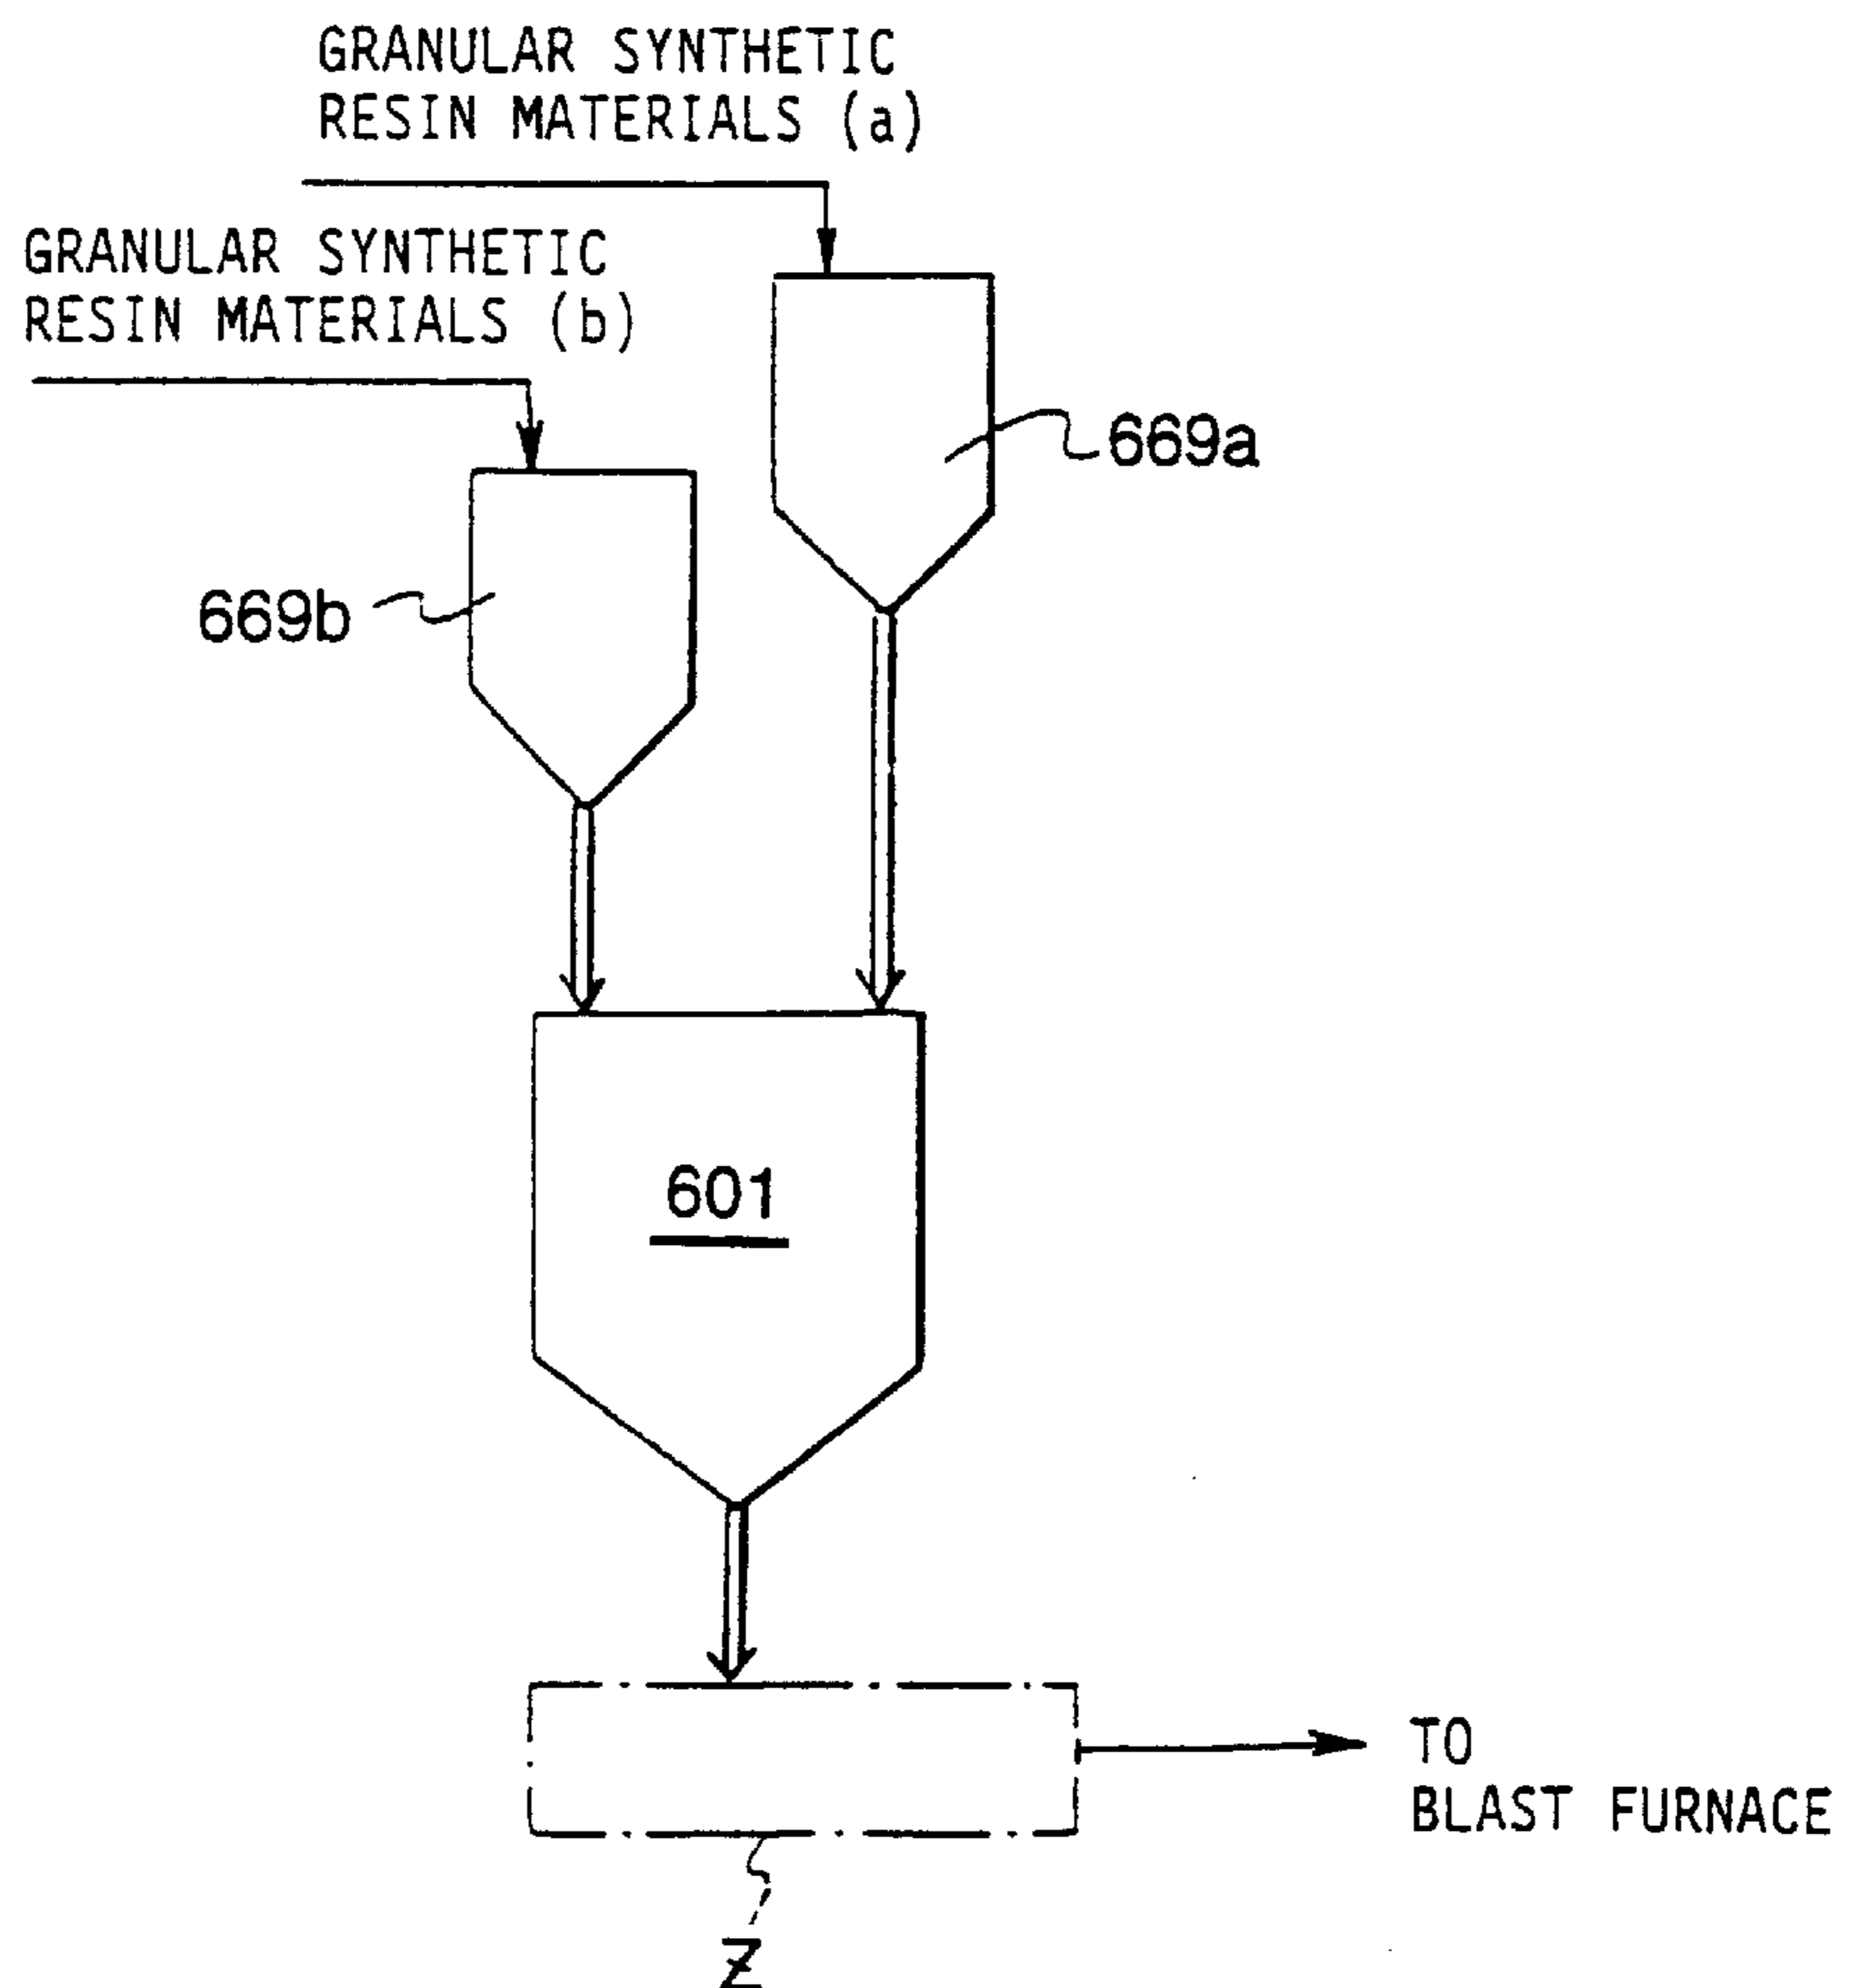 GRANULAR SYNTHETIC
RESIN MATERIALS (a)
GRANULAR SYNTHETIC
RESIN MATERIALS (b)
669a
669b
601
TO
BLAST FURNACE
Z